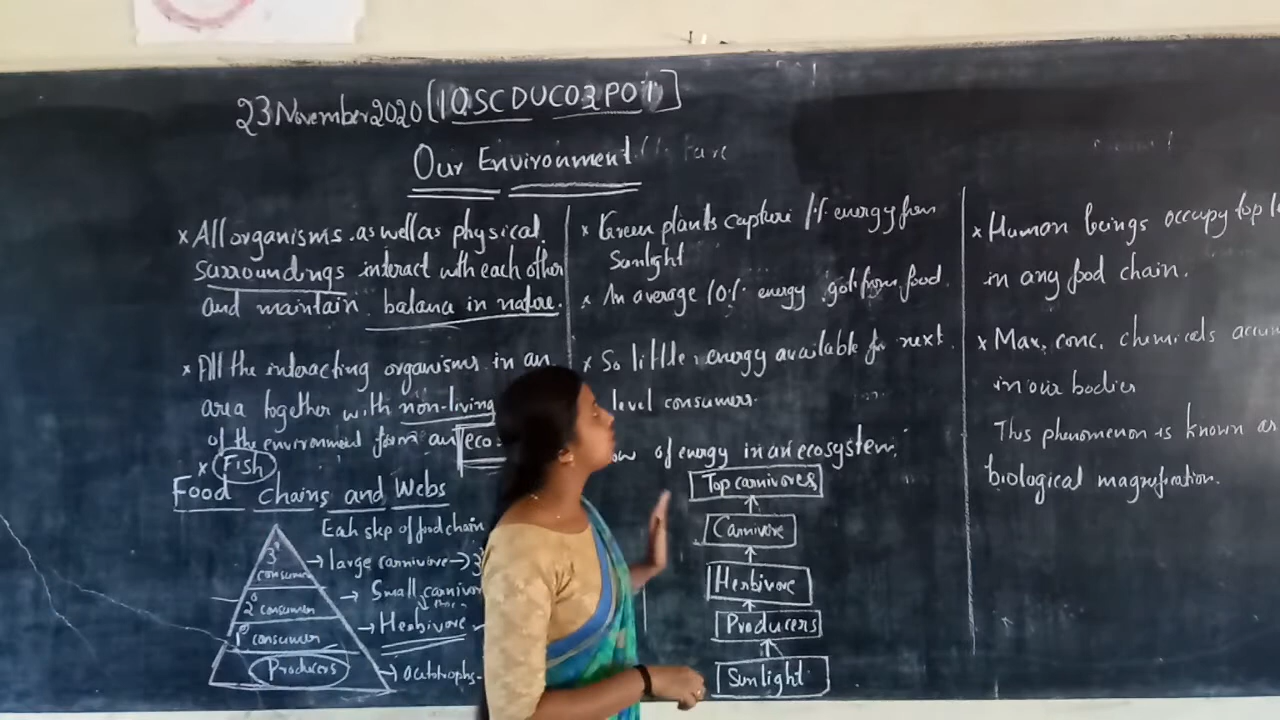 23 November 2020 [10SCDUC03P01]
Our Environment
x All organisms as well as physical
surroundings interact with each other
and maintain balance in nature.
x All the interacting organisms in an
area together with non-living
of the environment form an eco
x Fish
Food Chains and Webs
Each step of food chain
3° consumer
→ large carnivore → 3°
2° consumer
→ Small carnivor
1° consumer
→ Herbivore
Producers
→ autotrophs
x Green plants capture 1% energy from
Sunlight
x An average 10% energy got from food
x So little energy available for next
level consumers.
ow of energy in an ecosystem.
Top carnivores
Carnivore
Herbivore
Producers
Sunlight
x Human beings occupy top
in any food chain.
x Max. conc. chemicals accum
in our bodies
This phenomenon is known as
biological magnification.